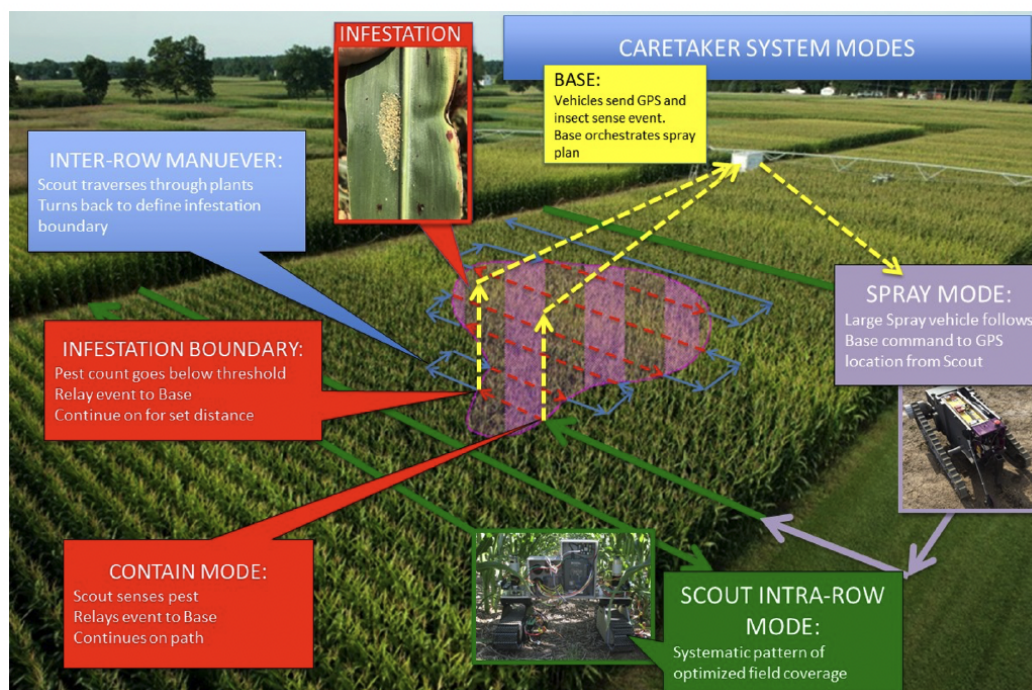 CARETAKER SYSTEM MODES
INFESTATION
BASE:
Vehicles send GPS and
insect sense event.
Base orchestrates spray
plan
INTER-ROW MANUEVER:
Scout traverses through plants
Turns back to define infestation
boundary
SPRAY MODE:
Large Spray vehicle follows
Base command to GPS
location from Scout
INFESTATION BOUNDARY:
Pest count goes below threshold
Relay event to Base
Continue on for set distance
CONTAIN MODE:
Scout senses pest
Relays event to Base
Continues on path
SCOUT INTRA-ROW
MODE:
Systematic pattern of
optimized field coverage